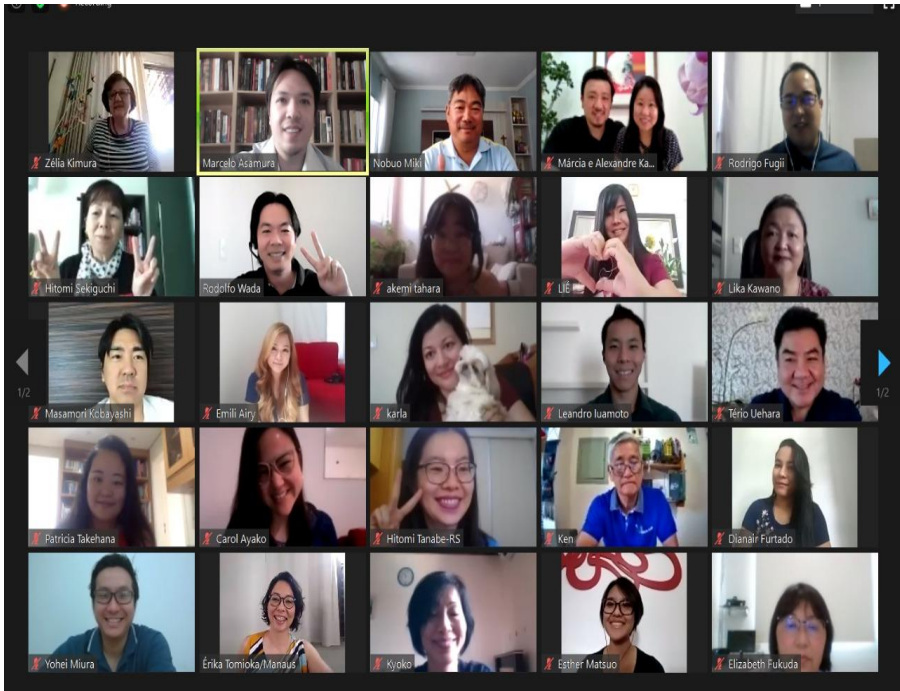 Recording
Zélia Kimura
Marcelo Asamura
Nobuo Miki
Márcia e Alexandre Ka...
Rodrigo Fugii
Hitomi Sekiguchi
Rodolfo Wada
akemi tahara
LIÊ
Lika Kawano
Masamori Kobayashi
Emili Airy
karla
Leandro Iuamoto
Tério Uehara
1/2
1/2
Patricia Takehana
Carol Ayako
Hitomi Tanabe-RS
Ken
Dianair Furtado
Yohei Miura
Érika Tomioka/Manaus
Kyoko
Esther Matsuo
Elizabeth Fukuda